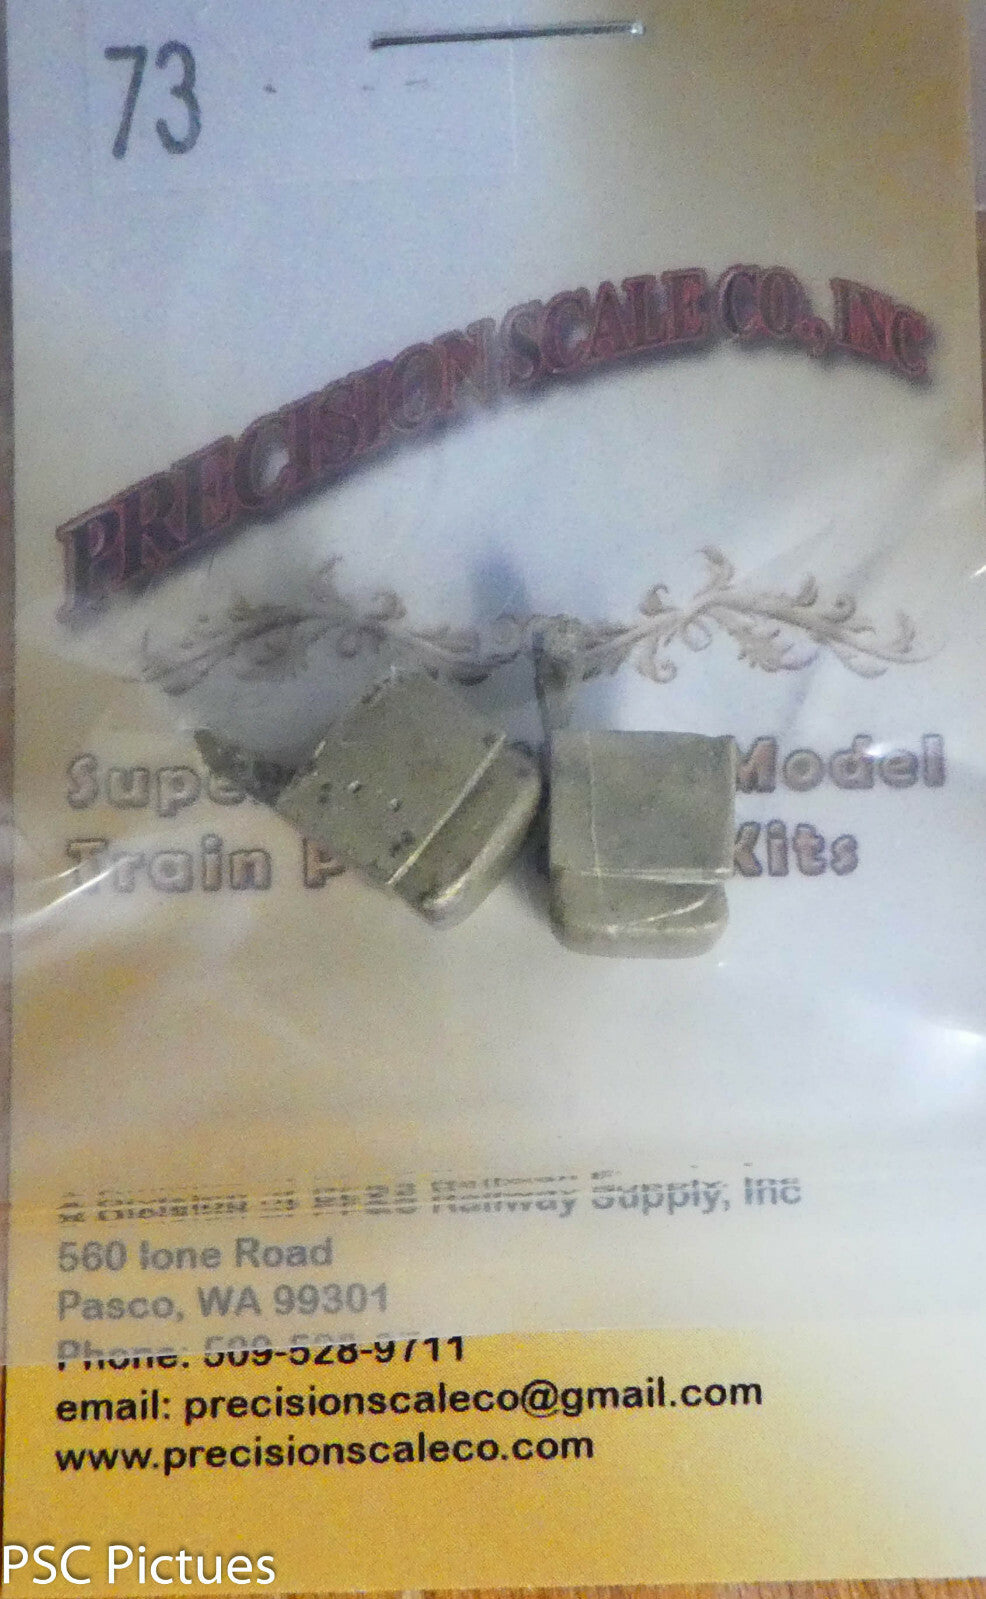 73
PRECISION SCALE CO., INC
Supe Model
Train P Kits
Railway Supply, Inc
560 Ione Road
Pasco, WA 99301
Phone: 509-528-9711
email: precisionscaleco@gmail.com
www.precisionscaleco.com
PSC Pictues